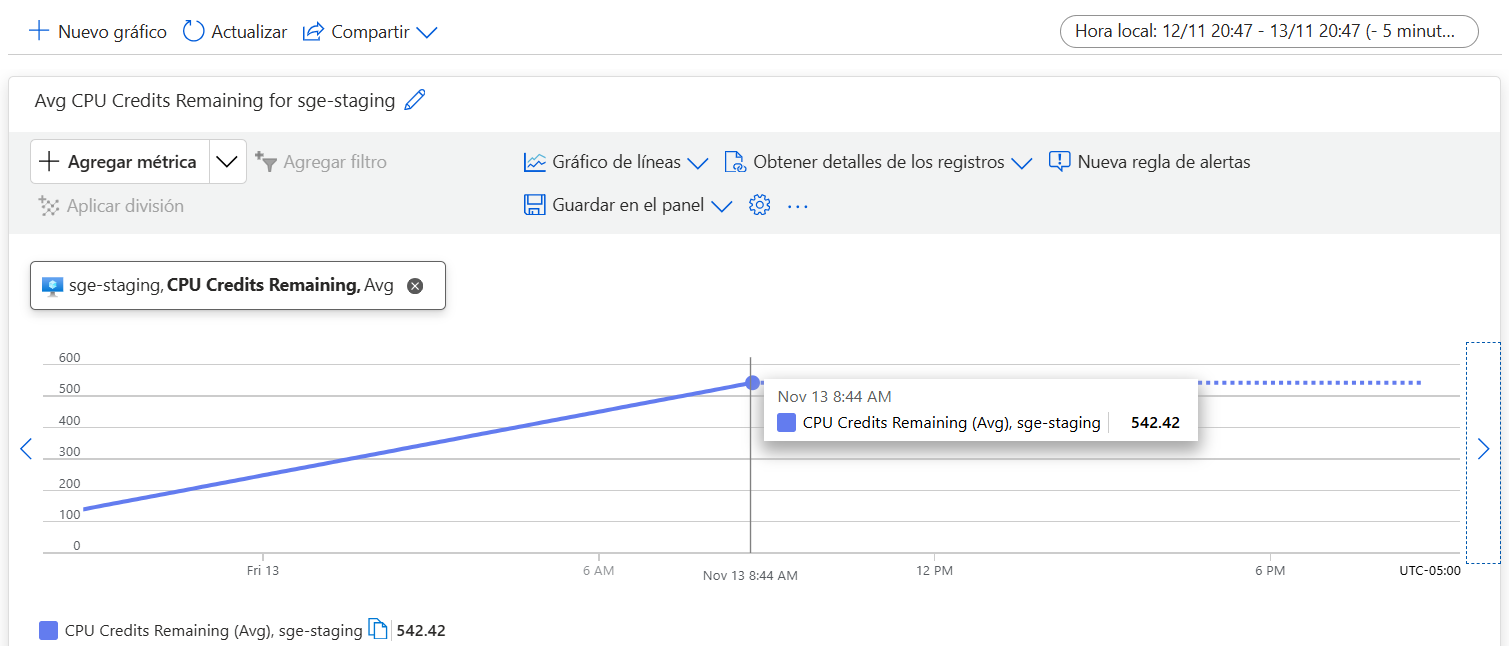 Nuevo gráfico Actualizar Compartir Hora local: 12/11 20:47 - 13/11 20:47 (- 5 minut...
Avg CPU Credits Remaining for sge-staging
Agregar métrica Agregar filtro Gráfico de líneas Obtener detalles de los registros Nueva regla de alertas
Aplicar división Guardar en el panel ...
sge-staging, CPU Credits Remaining, Avg
600
500
400
300
200
100
0
Nov 13 8:44 AM
CPU Credits Remaining (Avg), sge-staging 542.42
Fri 13 6 AM Nov 13 8:44 AM 12 PM 6 PM UTC-05:00
CPU Credits Remaining (Avg), sge-staging 542.42